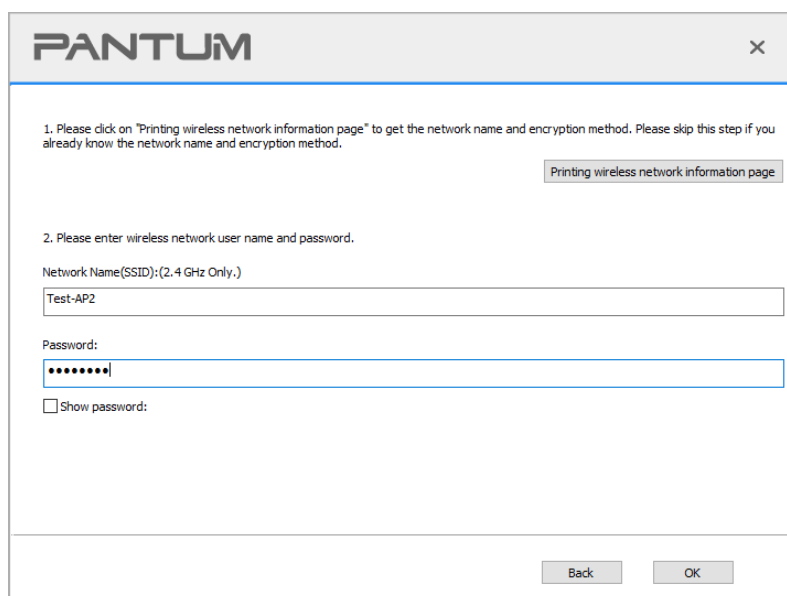 PANTUM
1. Please click on "Printing wireless network information page" to get the network name and encryption method. Please skip this step if you
already know the network name and encryption method.
Printing wireless network information page
2. Please enter wireless network user name and password.
Network Name(SSID):(2.4 GHz Only.)
Test-AP2
Password:
••••••••
Show password:
Back OK